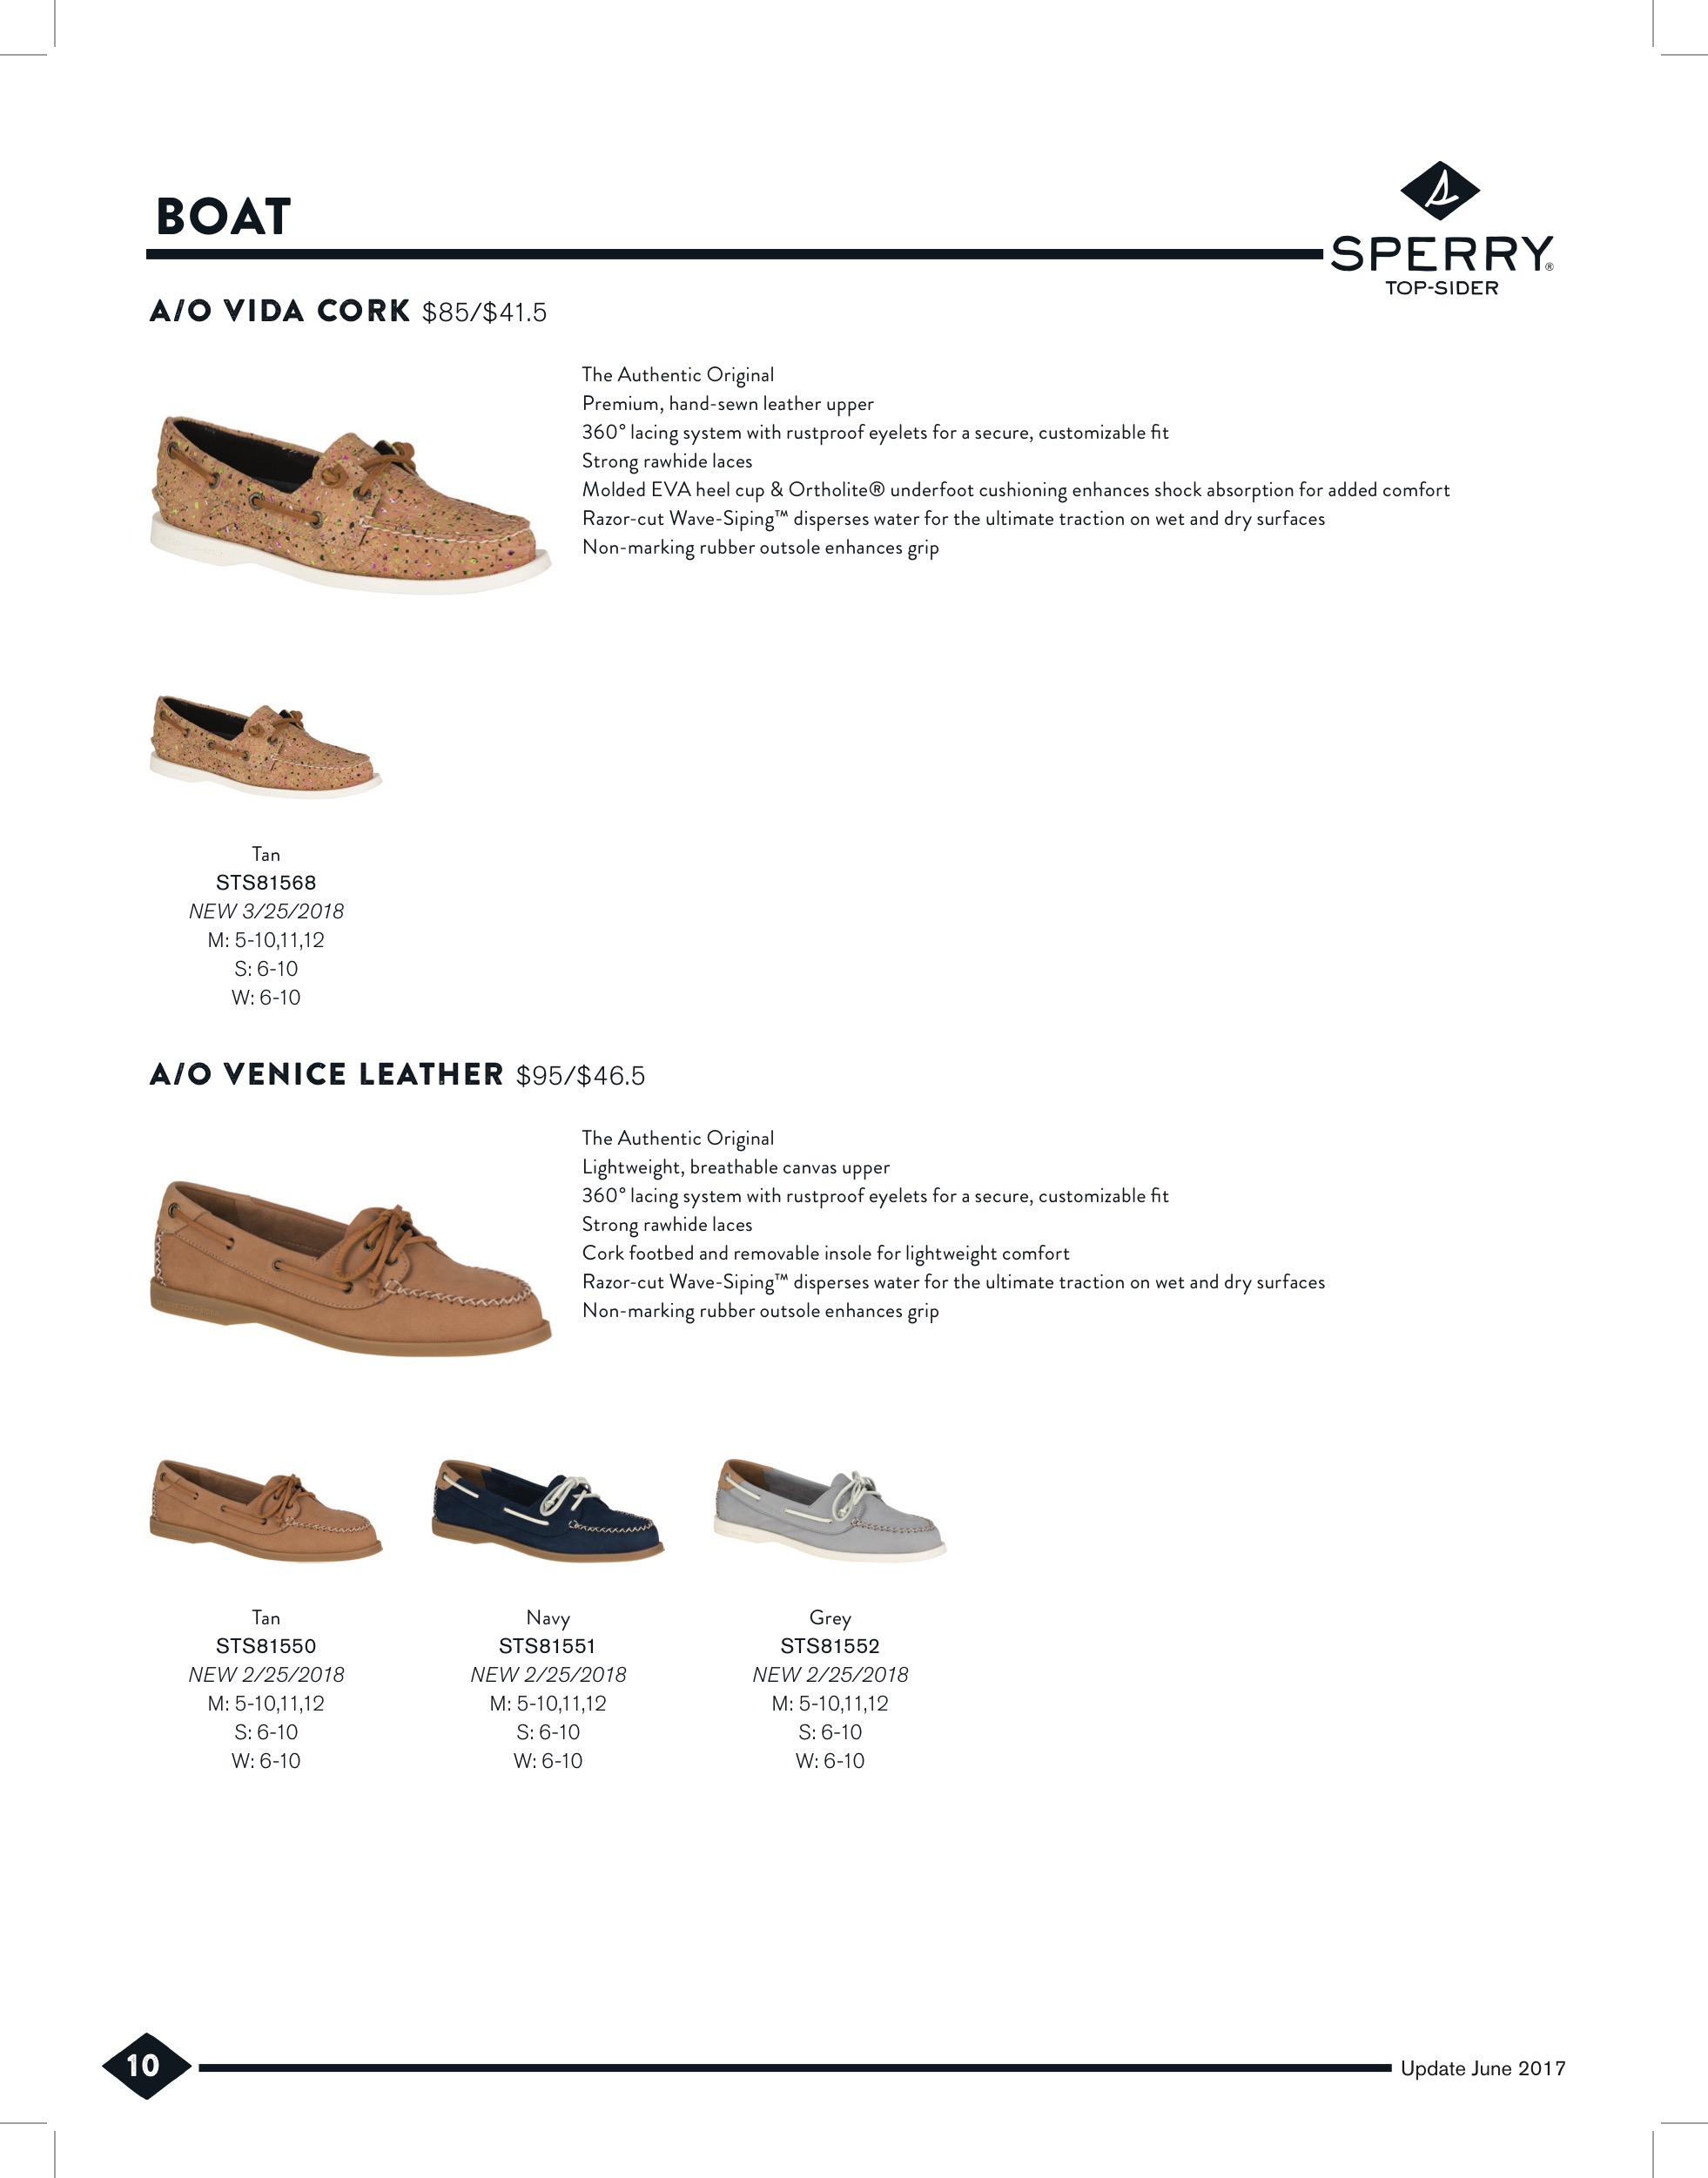 BOAT
SPERRY®
TOP-SIDER
A/O VIDA CORK $85/$41.5
The Authentic Original
Premium, hand-sewn leather upper
360° lacing system with rustproof eyelets for a secure, customizable fit
Strong rawhide laces
Molded EVA heel cup & Ortholite® underfoot cushioning enhances shock absorption for added comfort
Razor-cut Wave-Siping™ disperses water for the ultimate traction on wet and dry surfaces
Non-marking rubber outsole enhances grip
Tan
STS81568
NEW 3/25/2018
M: 5-10,11,12
S: 6-10
W: 6-10
A/O VENICE LEATHER $95/$46.5
The Authentic Original
Lightweight, breathable canvas upper
360° lacing system with rustproof eyelets for a secure, customizable fit
Strong rawhide laces
Cork footbed and removable insole for lightweight comfort
Razor-cut Wave-Siping™ disperses water for the ultimate traction on wet and dry surfaces
Non-marking rubber outsole enhances grip
Tan
STS81550
NEW 2/25/2018
M: 5-10,11,12
S: 6-10
W: 6-10
Navy
STS81551
NEW 2/25/2018
M: 5-10,11,12
S: 6-10
W: 6-10
Grey
STS81552
NEW 2/25/2018
M: 5-10,11,12
S: 6-10
W: 6-10
10
Update June 2017